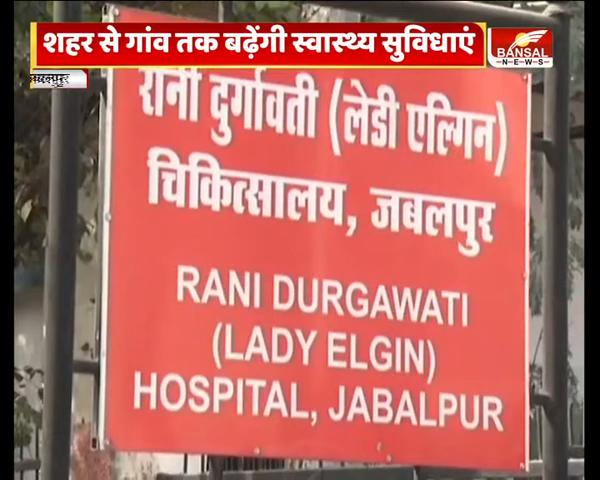 शहर से गांव तक बढ़ेंगी स्वास्थ्य सुविधाएं
BANSAL
NEWS
जबलपुर
रानी दुर्गावती (लेडी एल्गिन)
चिकित्सालय, जबलपुर
RANI DURGAWATI
(LADY ELGIN)
HOSPITAL, JABALPUR